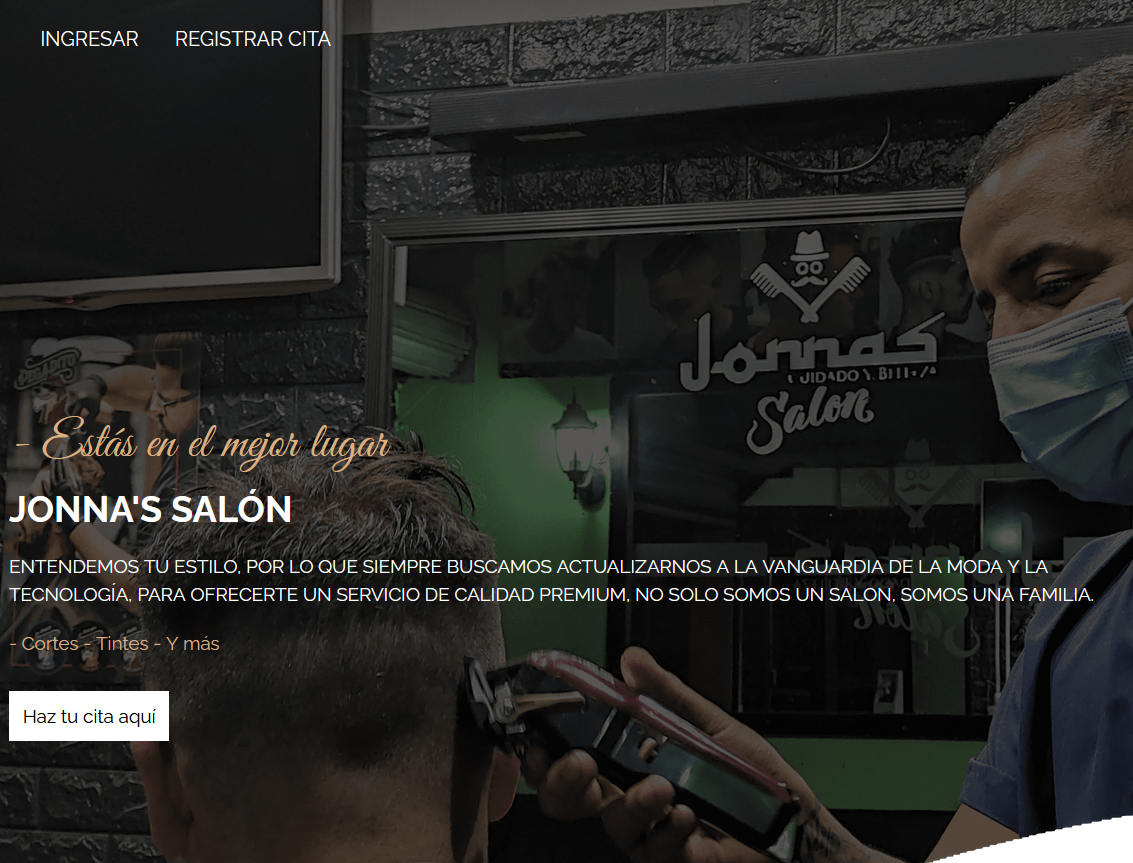 INGRESAR REGISTRAR CITA
Jonnas
Salon
- Estás en el mejor lugar
JONNA'S SALÓN
ENTENDEMOS TU ESTILO, POR LO QUE SIEMPRE BUSCAMOS ACTUALIZARNOS A LA VANGUARDIA DE LA MODA Y LA
TECNOLOGÍA, PARA OFRECERTE UN SERVICIO DE CALIDAD PREMIUM, NO SOLO SOMOS UN SALON, SOMOS UNA FAMILIA.
- Cortes - Tintes - Y más
Haz tu cita aquí